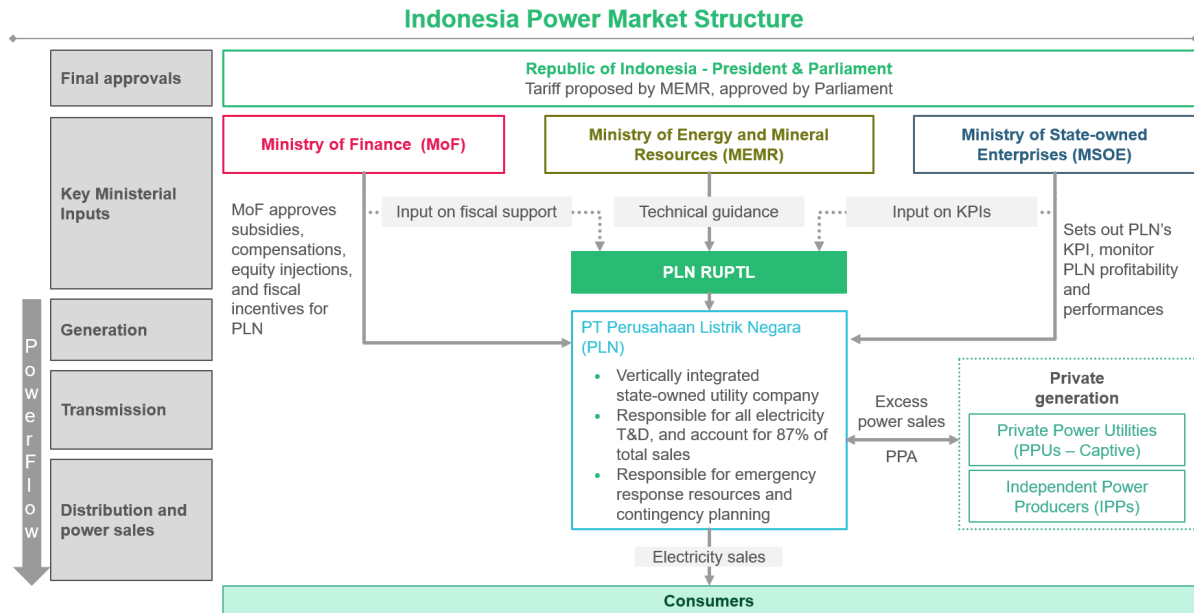 Indonesia Power Market Structure
Final approvals
Republic of Indonesia - President & Parliament
Tariff proposed by MEMR, approved by Parliament
Key Ministerial
Inputs
Ministry of Finance (MoF)
Ministry of Energy and Mineral
Resources (MEMR)
Ministry of State-owned
Enterprises (MSOE)
MoF approves
subsidies,
compensations,
equity injections,
and fiscal
incentives for
PLN
Input on fiscal support
Technical guidance
Input on KPIs
Sets out PLN's
KPI, monitor
PLN profitability
and
performances
PLN RUPTL
Power Flow
Generation
Transmission
Distribution and
power sales
PT Perusahaan Listrik Negara
(PLN)
• Vertically integrated
state-owned utility company
• Responsible for all electricity
T&D, and account for 87% of
total sales
• Responsible for emergency
response resources and
contingency planning
Excess
power sales
PPA
Private
generation
Private Power Utilities
(PPUs – Captive)
Independent Power
Producers (IPPs)
Electricity sales
Consumers